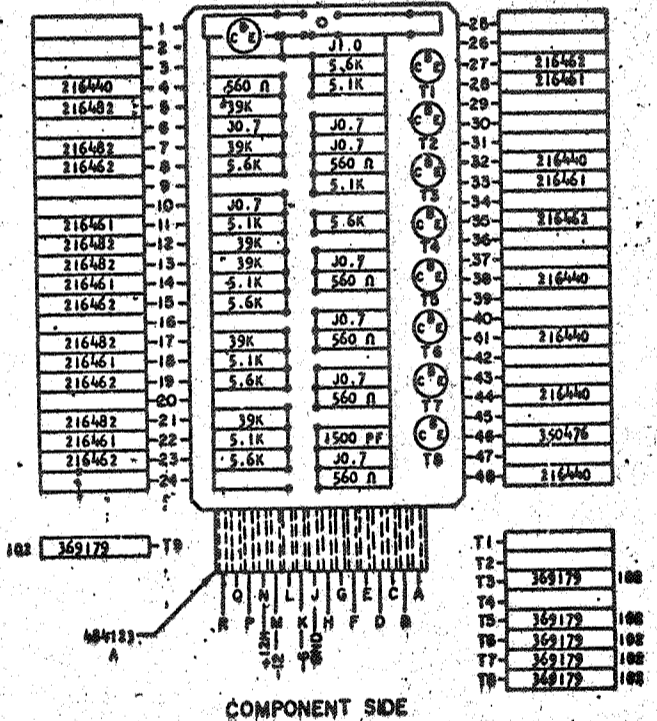 1
2
3
216440 4
216482 5
6
216482 7
216462 8
9
10
216461 11
216482 12
216482 13
216461 14
216462 15
16
216482 17
216461 18
216462 19
20
216482 21
216461 22
216462 23
24
102 369179 T9
C B E
J1.0
5.6K
5.1K
560 Ω
39K
J0.7 J0.7
39K J0.7
5.6K 560 Ω
5.1K
J0.7
5.1K 5.6K
39K
39K J0.7
5.1K 560 Ω
5.6K
J0.7
39K 560 Ω
5.1K
5.6K J0.7
560 Ω
39K
5.1K 1500 PF
5.6K J0.7
560 Ω
C B E
T1
C B E
T2
C B E
T3
C B E
T4
C B E
T5
C B E
T6
C B E
T7
C B E
T8
25
26
27 216462
28 216461
29
30
31
32 216440
33 216461
34
35 216462
36
37
38 216440
39
40
41 216440
42
43
44 216440
45
46 350476
47
48 216440
T1
T2
T3 369179 102
T4
T5 369179 102
T6 369179 102
T7 369179 102
T8 369179 102
R Q P N M L K J H G F E D C B A
+12V
-12
GND
484123
A
COMPONENT SIDE